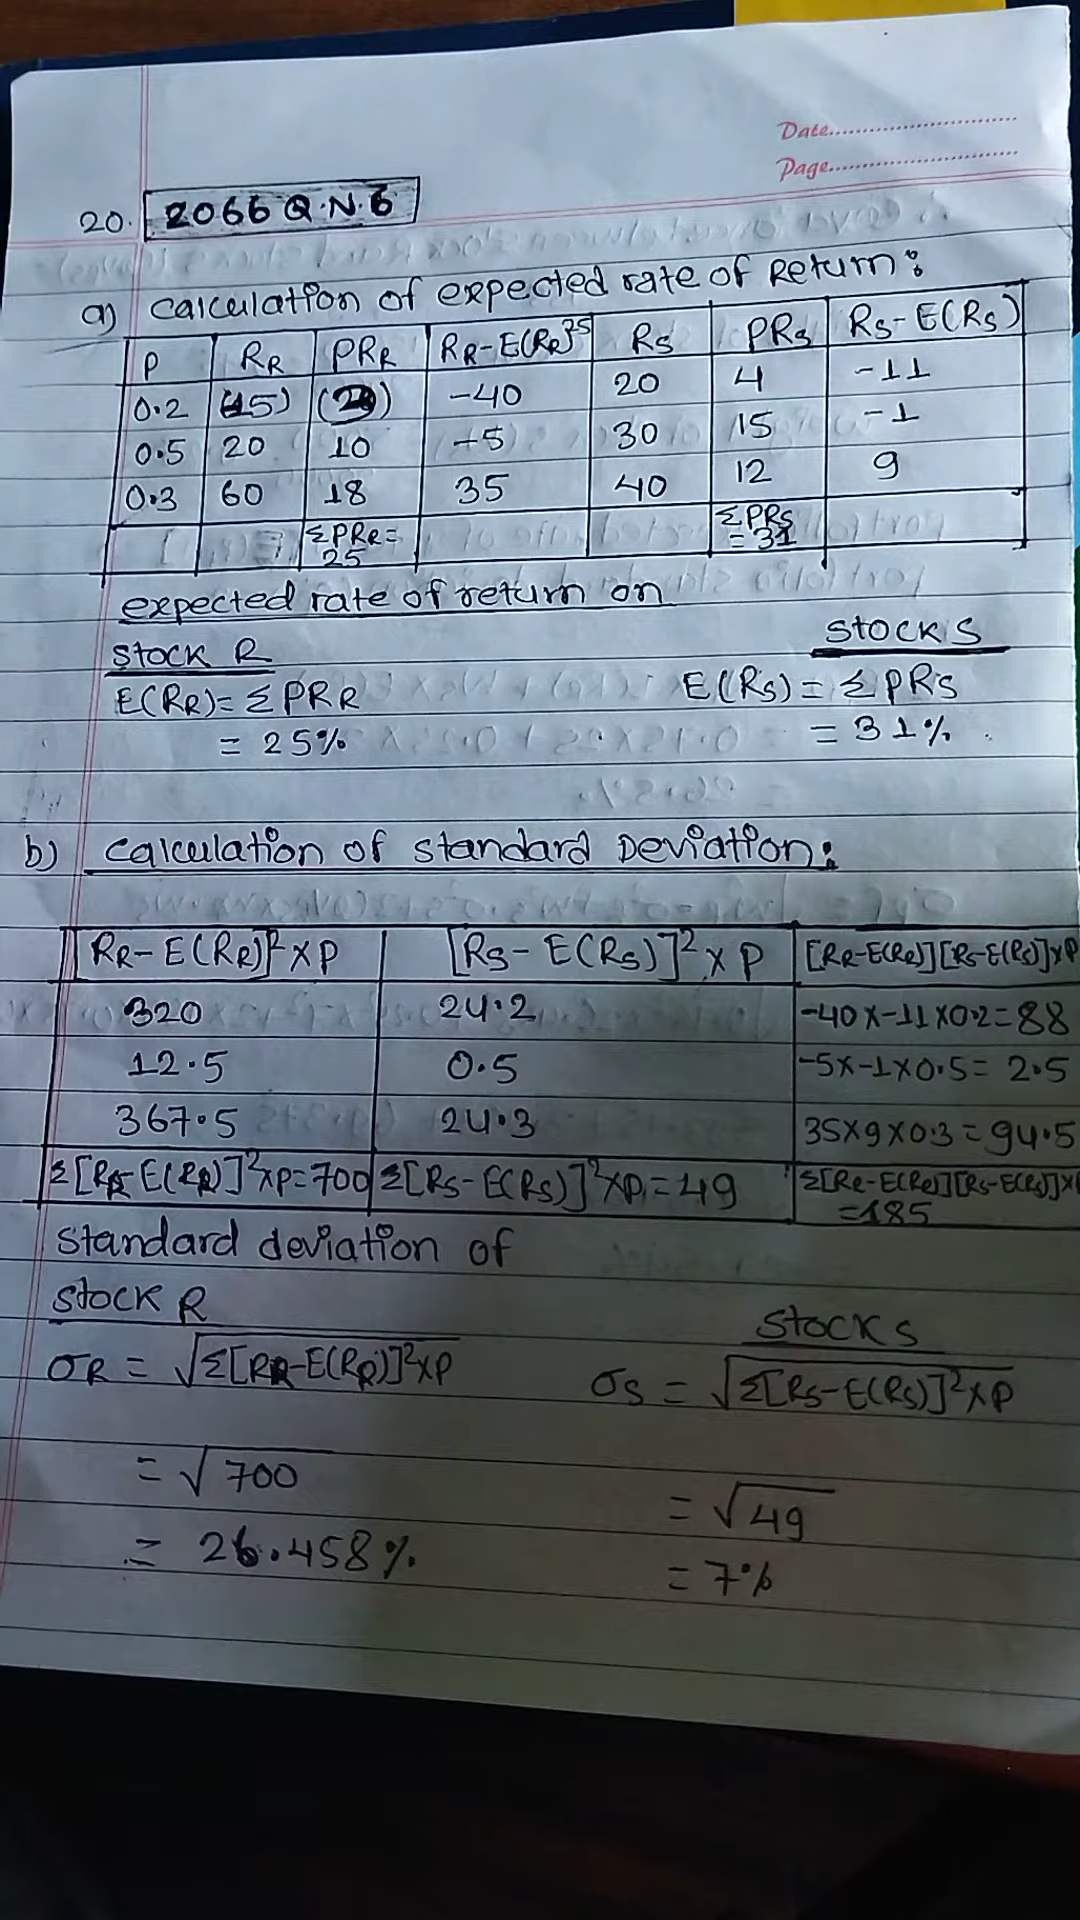 Date..............................
Page..............................
20. 2066 Q.N.6
a) calculation of expected rate of Return:
P RR PRR RR-E(RR) RS PRS RS-E(RS)
0.2 (15) -40 20 4 -11
0.5 20 10 -5 30 15 -1
0.3 60 18 35 40 12 9
ΣPRR= 25 ΣPRS = 31
expected rate of return on
stock R stock S
E(RR)= ΣPRR E(RS) = ΣPRS
= 25% = 31%
b) calculation of standard Deviation:
[RR-E(RR)]²xP [RS-E(RS)]²xP [RR-E(RR)][RS-E(RS)]xP
320 24.2 -40x-11x0.2=88
12.5 0.5 -5x-1x0.5= 2.5
367.5 24.3 35x9x0.3=94.5
Σ[RR-E(RR)]²xP=700 Σ[RS-E(RS)]²xP=49 Σ[RR-E(RR)][RS-E(RS)]x
=185
standard deviation of
stock R stock S
σR = √Σ[RR-E(RR)]²xP σS = √Σ[RS-E(RS)]²xP
= √700 = √49
= 26.458% = 7%